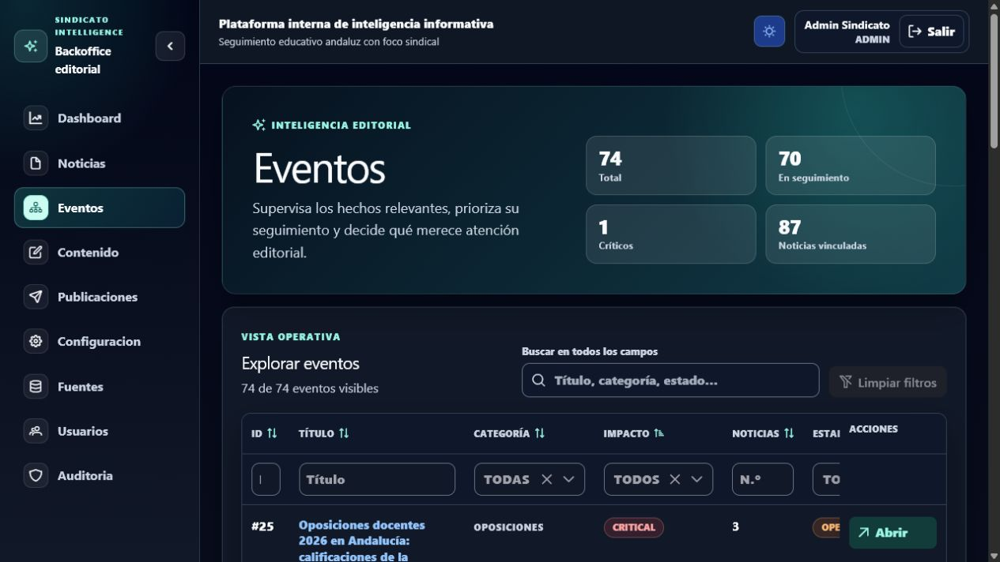 SINDICATO
INTELLIGENCE
Backoffice
editorial
Dashboard
Noticias
Eventos
Contenido
Publicaciones
Configuracion
Fuentes
Usuarios
Auditoria
Plataforma interna de inteligencia informativa
Seguimiento educativo andaluz con foco sindical
Admin Sindicato
ADMIN
Salir
INTELIGENCIA EDITORIAL
Eventos
Supervisa los hechos relevantes, prioriza su
seguimiento y decide qué merece atención
editorial.
74
Total
70
En seguimiento
1
Críticos
87
Noticias vinculadas
VISTA OPERATIVA
Explorar eventos
74 de 74 eventos visibles
Buscar en todos los campos
Título, categoría, estado...
Limpiar filtros
ID TÍTULO CATEGORÍA IMPACTO NOTICIAS ESTA ACCIONES
I Título TODAS TODOS N.º TO
#25 Oposiciones docentes OPOSICIONES CRITICAL 3 OPE Abrir
2026 en Andalucía:
calificaciones de la